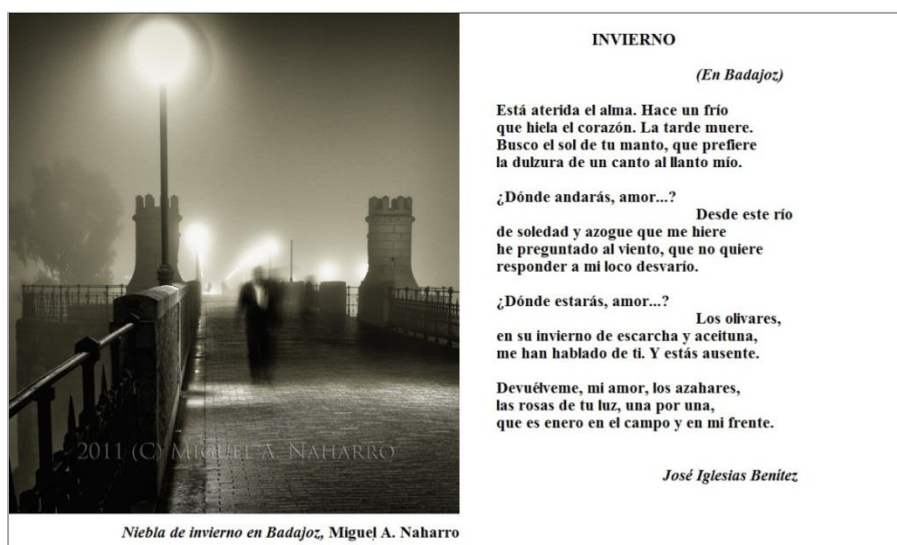 2011 (C) MIGUEL A. NAHARRO
Niebla de invierno en Badajoz, Miguel A. Naharro
INVIERNO
(En Badajoz)
Está aterida el alma. Hace un frío
que hiela el corazón. La tarde muere.
Busco el sol de tu manto, que prefiere
la dulzura de un canto al llanto mío.
¿Dónde andarás, amor...?
Desde este río
de soledad y azogue que me hiere
he preguntado al viento, que no quiere
responder a mi loco desvarío.
¿Dónde estarás, amor...?
Los olivares,
en su invierno de escarcha y aceituna,
me han hablado de ti. Y estás ausente.
Devuélveme, mi amor, los azahares,
las rosas de tu luz, una por una,
que es enero en el campo y en mi frente.
José Iglesias Benítez